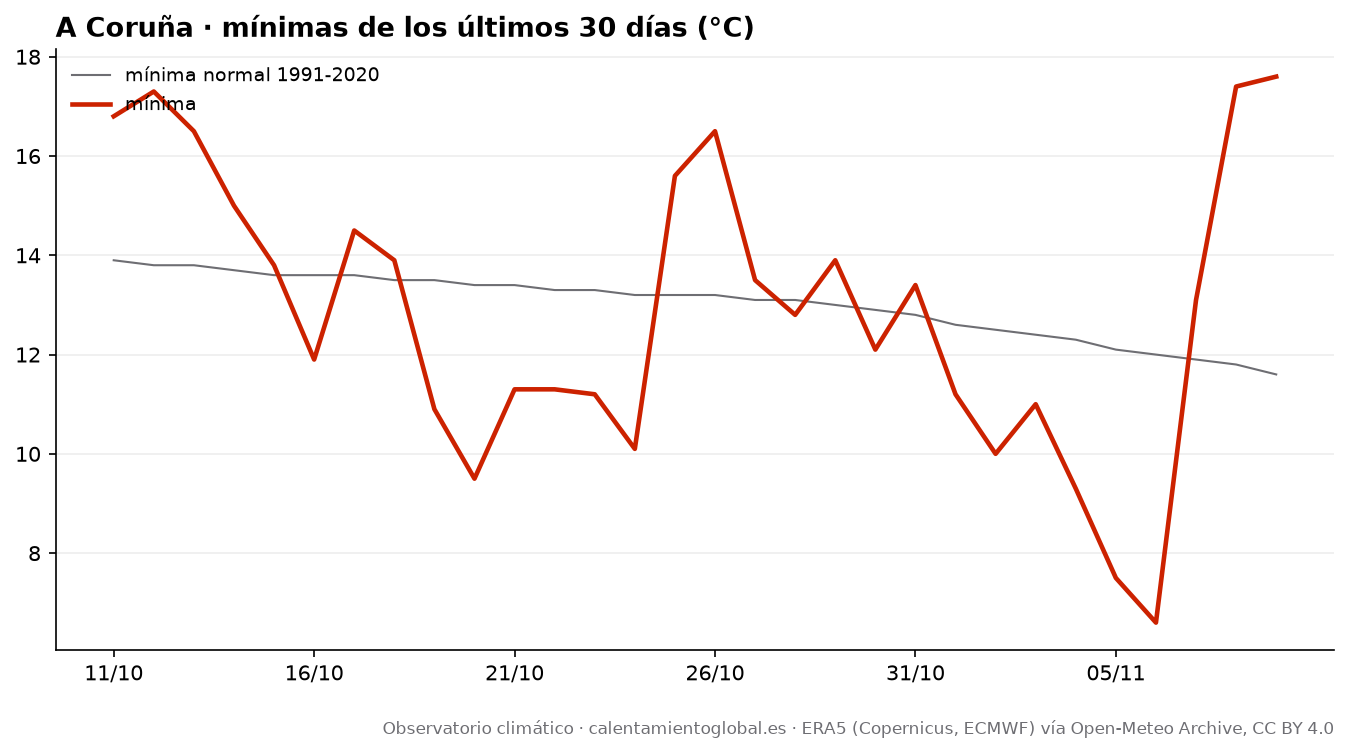 A Coruña · mínimas de los últimos 30 días (°C)
18
mínima normal 1991-2020
mínima
16
14
12
10
8
11/10 16/10 21/10 26/10 31/10 05/11
Observatorio climático · calentamientoglobal.es · ERA5 (Copernicus, ECMWF) vía Open-Meteo Archive, CC BY 4.0